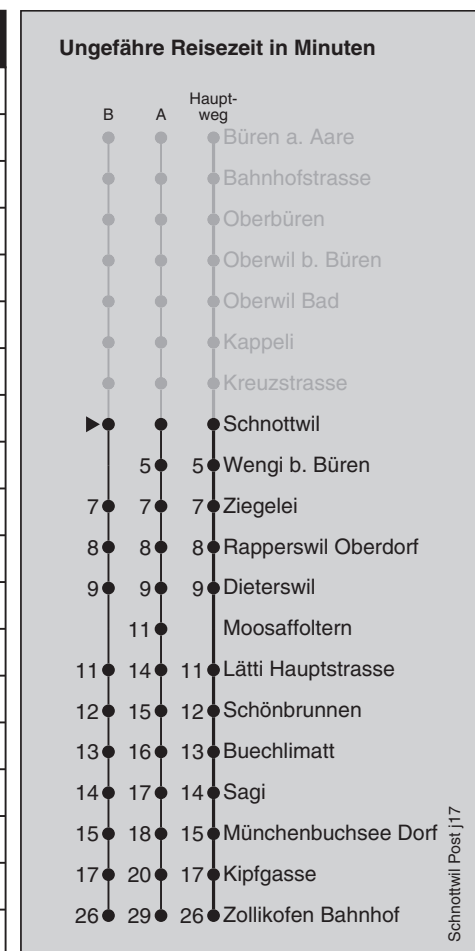 Ungefähre Reisezeit in Minuten
Haupt-
B A weg
Büren a. Aare
Bahnhofstrasse
Oberbüren
Oberwil b. Büren
Oberwil Bad
Kappeli
Kreuzstrasse
Schnottwil
5 5 Wengi b. Büren
7 7 7 Ziegelei
8 8 8 Rapperswil Oberdorf
9 9 9 Dieterswil
11 Moosaffoltern
11 14 11 Lätti Hauptstrasse
12 15 12 Schönbrunnen
13 16 13 Buechlimatt
14 17 14 Sagi
15 18 15 Münchenbuchsee Dorf
17 20 17 Kipfgasse
26 29 26 Zollikofen Bahnhof
Schnottwil Post j17